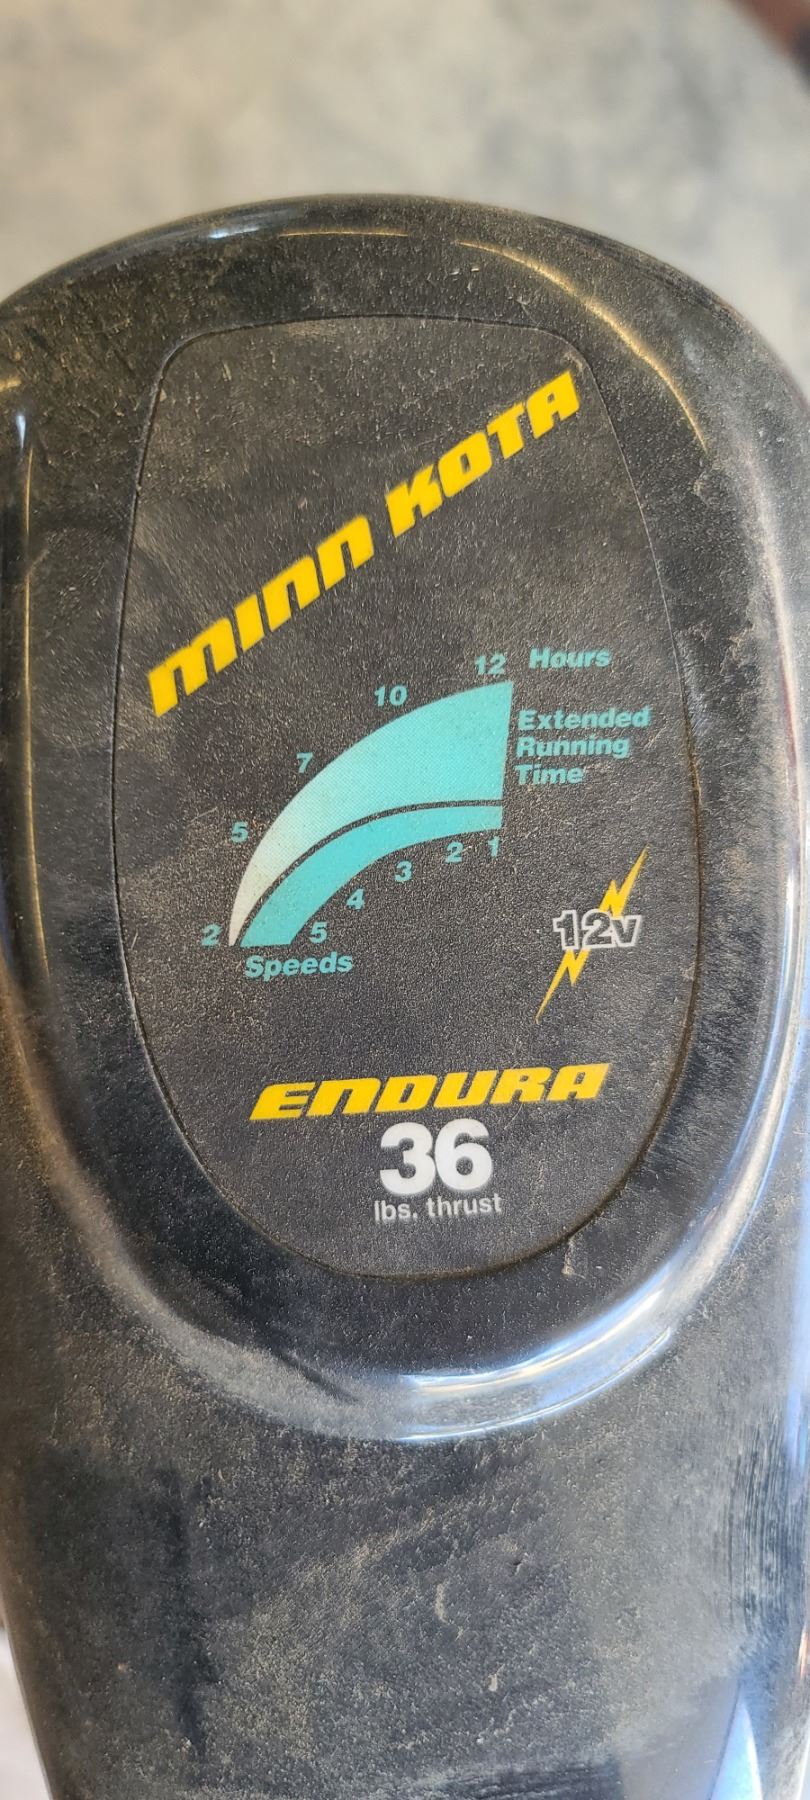 MINN KOTA
12 Hours
10
Extended
Running
Time
7
5
2
1
2
3
4
5
Speeds
12v
ENDURA
36
lbs. thrust